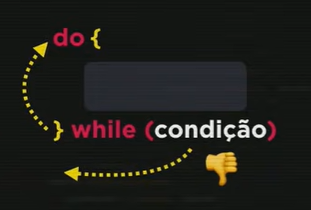 do {
} while (condição)